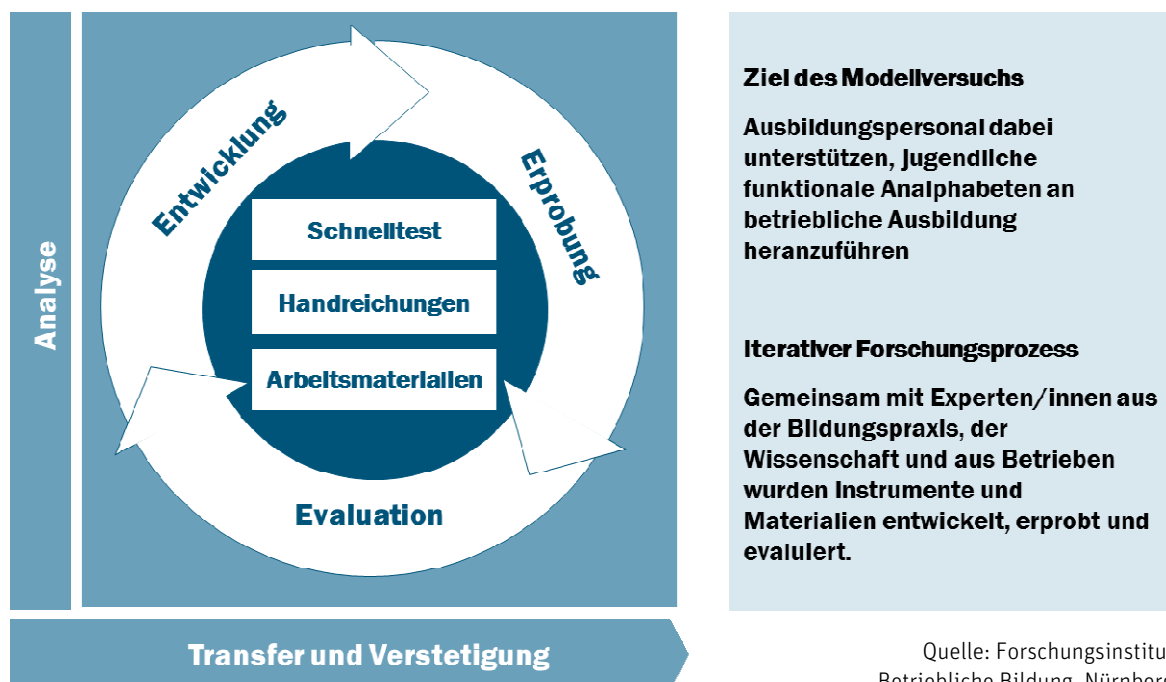 Analyse
Entwicklung
Erprobung
Evaluation
Schnelltest
Handreichungen
Arbeitsmaterialien
Transfer und Verstetigung
Ziel des Modellversuchs
Ausbildungspersonal dabei
unterstützen, jugendliche
funktionale Analphabeten an
betriebliche Ausbildung
heranzuführen
Iterativer Forschungsprozess
Gemeinsam mit Experten/innen aus
der Bildungspraxis, der
Wissenschaft und aus Betrieben
wurden Instrumente und
Materialien entwickelt, erprobt und
evaluiert.
Quelle: Forschungsinstitu
Betriebliche Bildung, Nürnberg